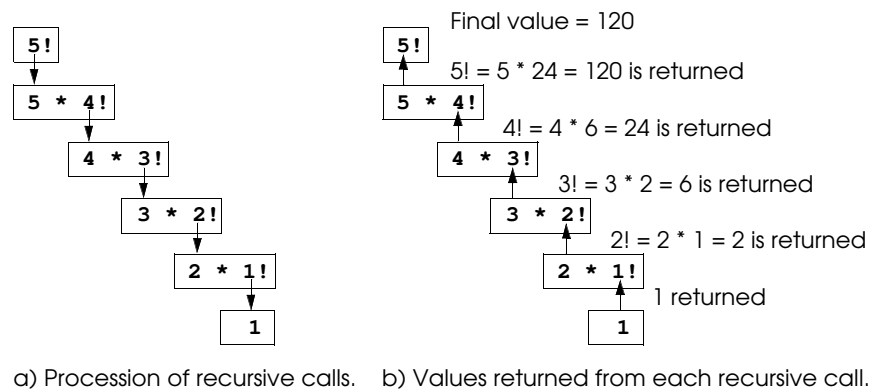 5!
5 * 4!
4 * 3!
3 * 2!
2 * 1!
1
a) Procession of recursive calls.
Final value = 120
5!
5! = 5 * 24 = 120 is returned
5 * 4!
4! = 4 * 6 = 24 is returned
4 * 3!
3! = 3 * 2 = 6 is returned
3 * 2!
2! = 2 * 1 = 2 is returned
2 * 1!
1 returned
1
b) Values returned from each recursive call.